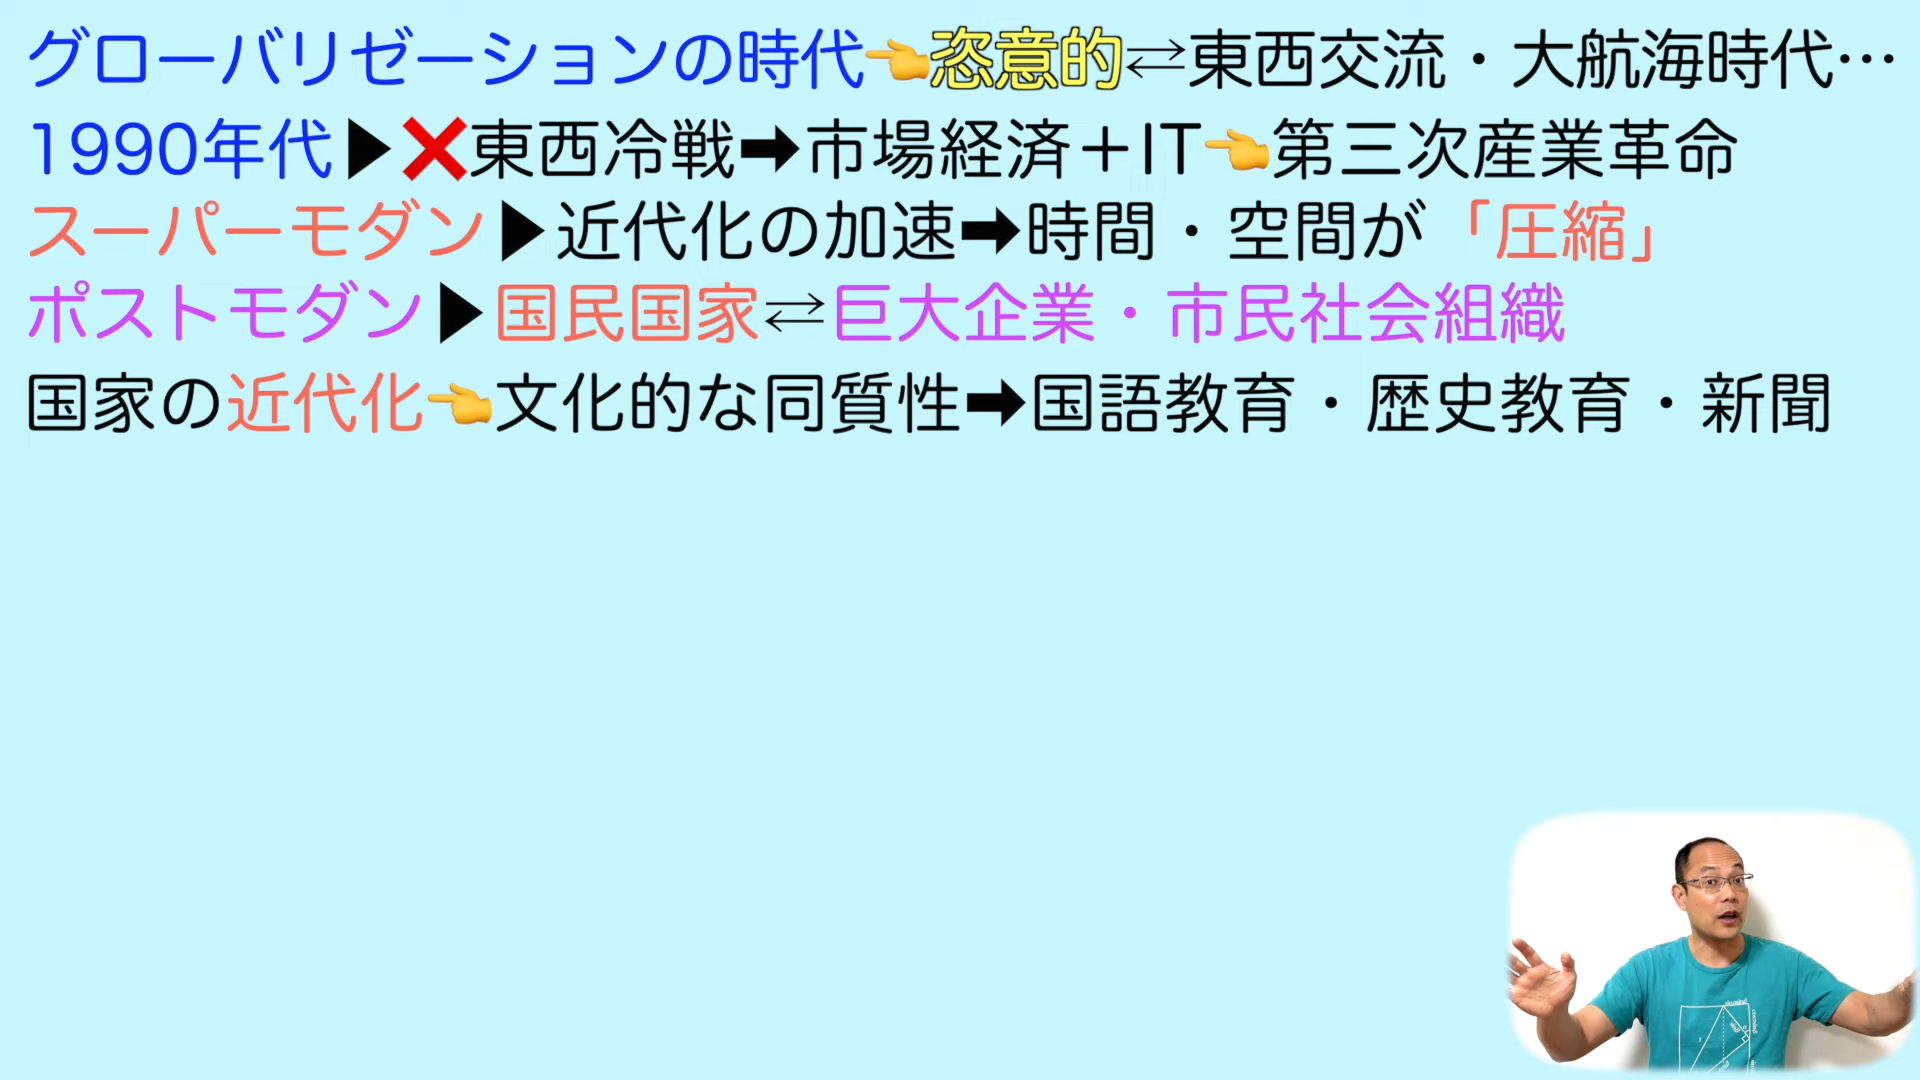 グローバリゼーションの時代👈恣意的⇄東西交流・大航海時代…
1990年代▶❌東西冷戦➡市場経済＋IT👈第三次産業革命
スーパーモダン▶近代化の加速➡時間・空間が「圧縮」
ポストモダン▶国民国家⇄巨大企業・市民社会組織
国家の近代化👈文化的な同質性➡国語教育・歴史教育・新聞